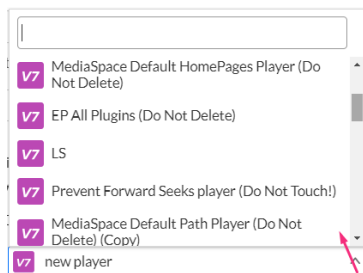 V7 MediaSpace Default HomePages Player (Do
Not Delete)
V7 EP All Plugins (Do Not Delete)
V7 LS
V7 Prevent Forward Seeks player (Do Not Touch!)
V7 MediaSpace Default Path Player (Do Not
Delete) (Copy)
V7 new player